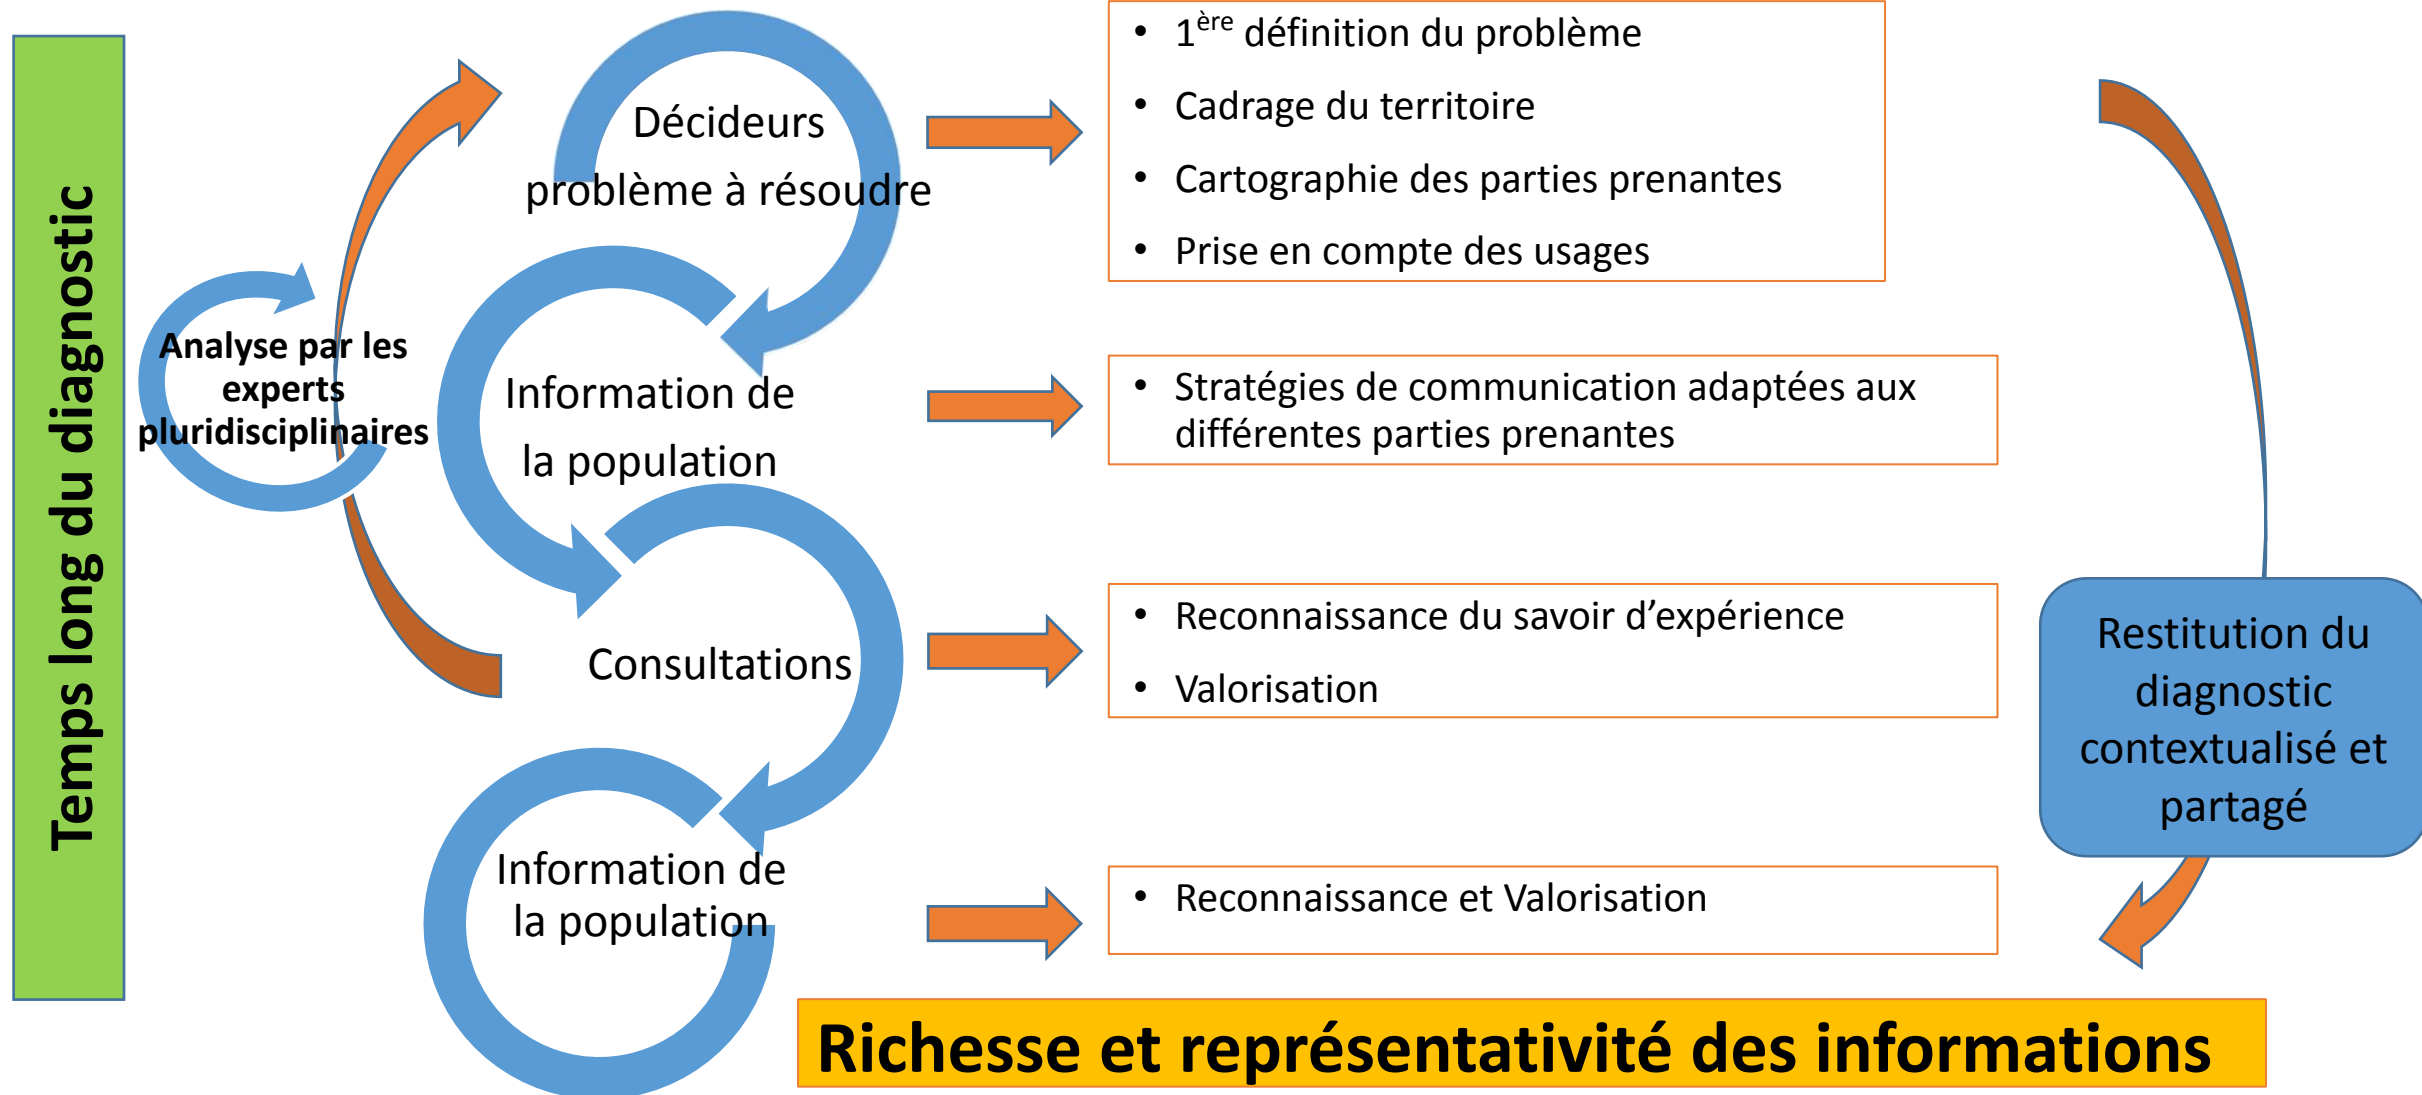 Temps long du diagnostic
Analyse par les
experts
pluridisciplinaires
Décideurs
problème à résoudre
• 1ère définition du problème
• Cadrage du territoire
• Cartographie des parties prenantes
• Prise en compte des usages
Information de
la population
• Stratégies de communication adaptées aux
différentes parties prenantes
Consultations
• Reconnaissance du savoir d’expérience
• Valorisation
Information de
la population
• Reconnaissance et Valorisation
Restitution du
diagnostic
contextualisé et
partagé
Richesse et représentativité des informations